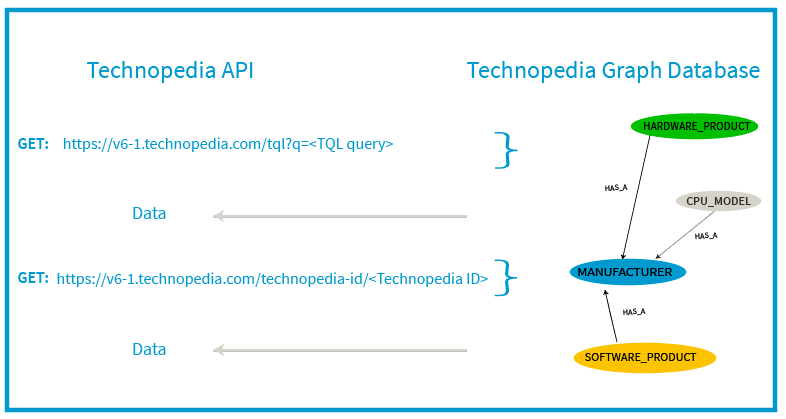 Technopedia API
Technopedia Graph Database
HARDWARE_PRODUCT
GET: https://v6-1.technopedia.com/tql?q=<TQL query>
HAS_A
CPU_MODEL
Data
HAS_A
GET: https://v6-1.technopedia.com/technopedia-id/<Technopedia ID>
MANUFACTURER
HAS_A
Data
SOFTWARE_PRODUCT